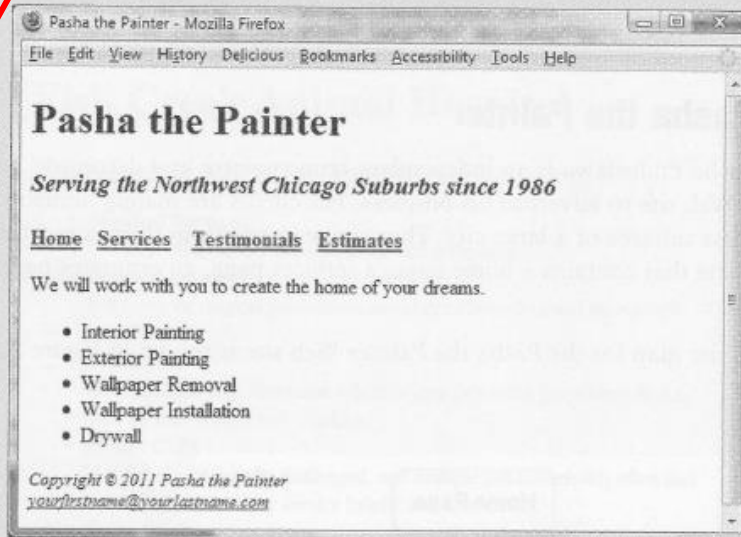 Pasha the Painter - Mozilla Firefox
File Edit View History Delicious Bookmarks Accessibility Tools Help
Pasha the Painter
Serving the Northwest Chicago Suburbs since 1986
Home Services Testimonials Estimates
We will work with you to create the home of your dreams.
• Interior Painting
• Exterior Painting
• Wallpaper Removal
• Wallpaper Installation
• Drywall
Copyright © 2011 Pasha the Painter
yourfirstname@yourlastname.com